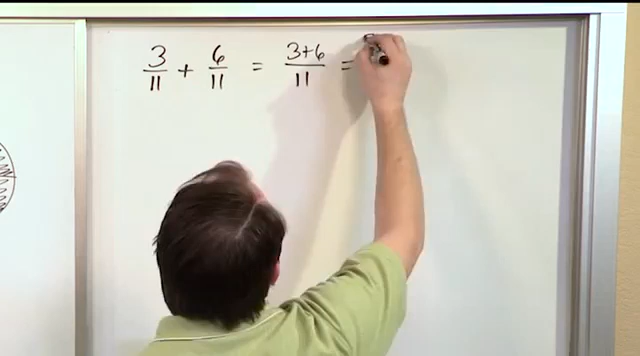 3/11 + 6/11 = 3+6/11 =